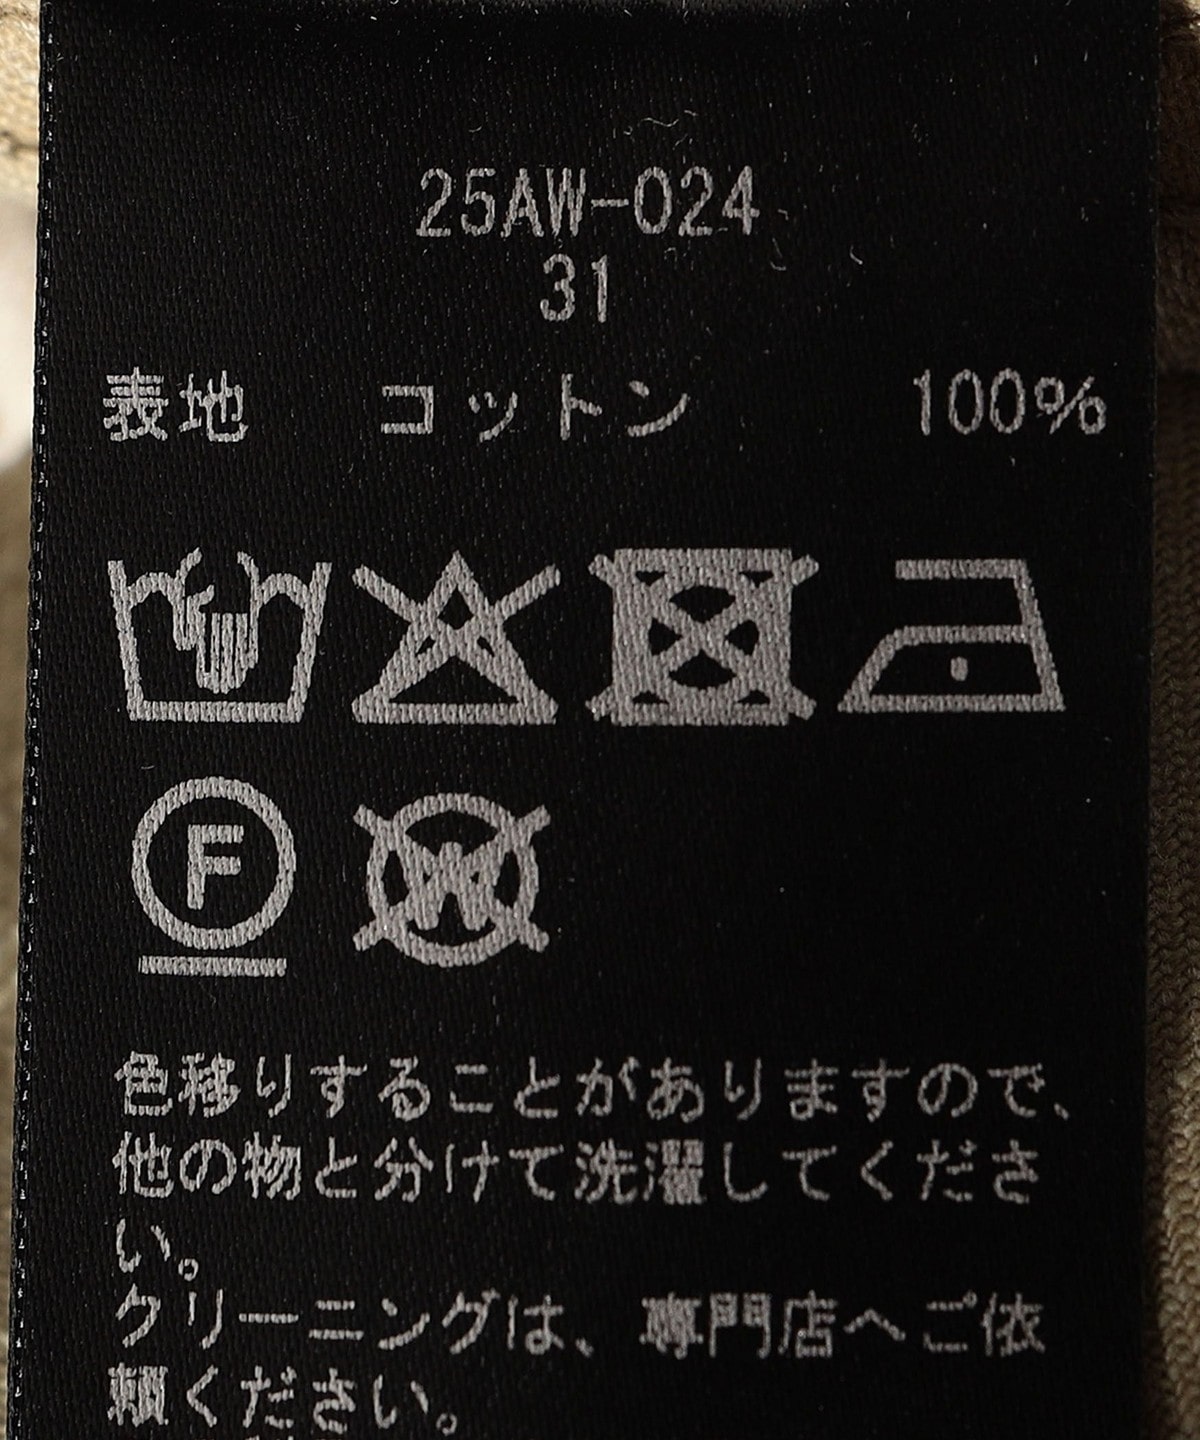 25AW-024
31
表地 コットン 100%
F
W
色移りすることがありますので、
他の物と分けて洗濯してくださ
い。
クリーニングは、専門店へご依
頼ください。